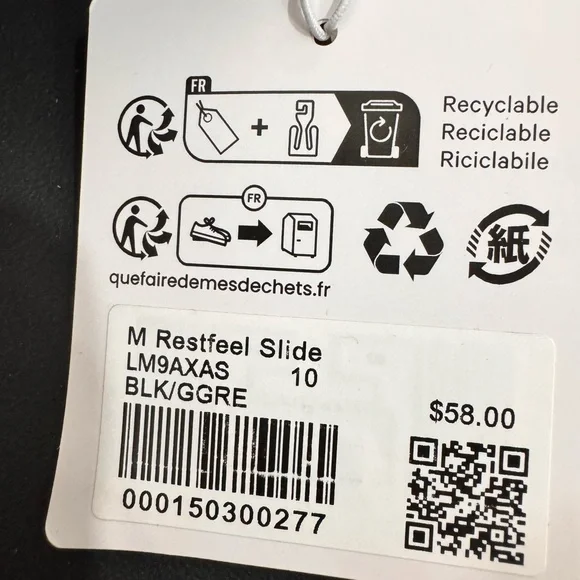 FR
Recyclable
Reciclable
Riciclabile
FR
紙
quefairedemesdechets.fr
M Restfeel Slide
LM9AXAS 10
BLK/GGRE
$58.00
000150300277